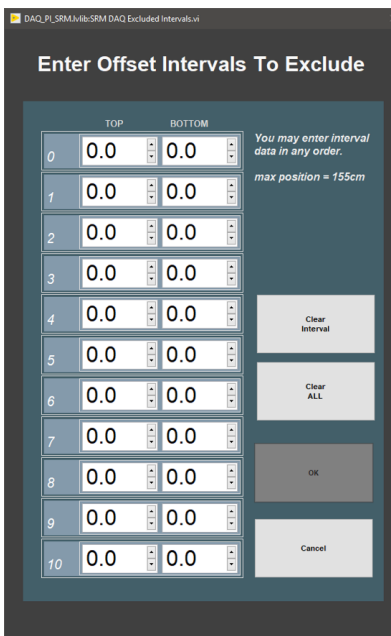 DAQ_PI_SRM.lvlib:SRM DAQ Excluded Intervals.vi
Enter Offset Intervals To Exclude
TOP BOTTOM
You may enter interval
data in any order.
max position = 155cm
0 0.0 0.0
1 0.0 0.0
2 0.0 0.0
3 0.0 0.0
4 0.0 0.0
5 0.0 0.0
6 0.0 0.0
7 0.0 0.0
8 0.0 0.0
9 0.0 0.0
10 0.0 0.0
Clear
Interval
Clear
ALL
OK
Cancel